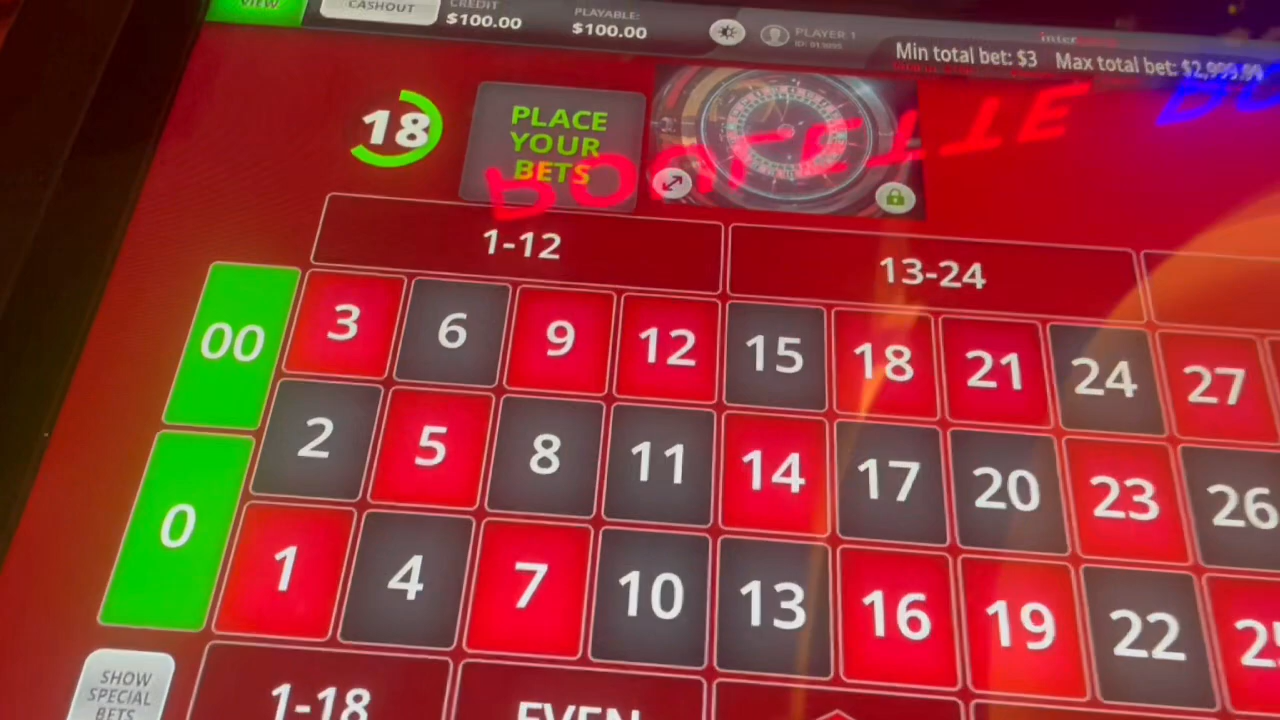 VIEW
CASHOUT
CREDIT
$100.00
PLAYABLE:
$100.00
PLAYER 1
Min total bet: $3
Max total bet: $2,999.99
18
PLACE
YOUR
BETS
1-12
13-24
00
3
6
9
12
15
18
21
24
27
2
5
8
11
14
17
20
23
26
0
1
4
7
10
13
16
19
22
SHOW
SPECIAL
BETS
1-18
EVEN